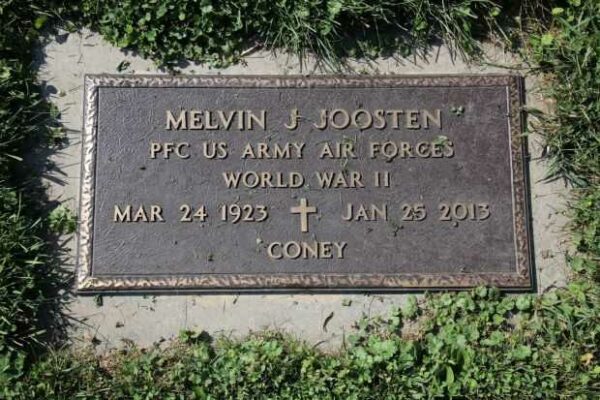 MELVIN J JOOSTEN
PFC US ARMY AIR FORCES
WORLD WAR II
MAR 24 1923 JAN 25 2013
CONEY